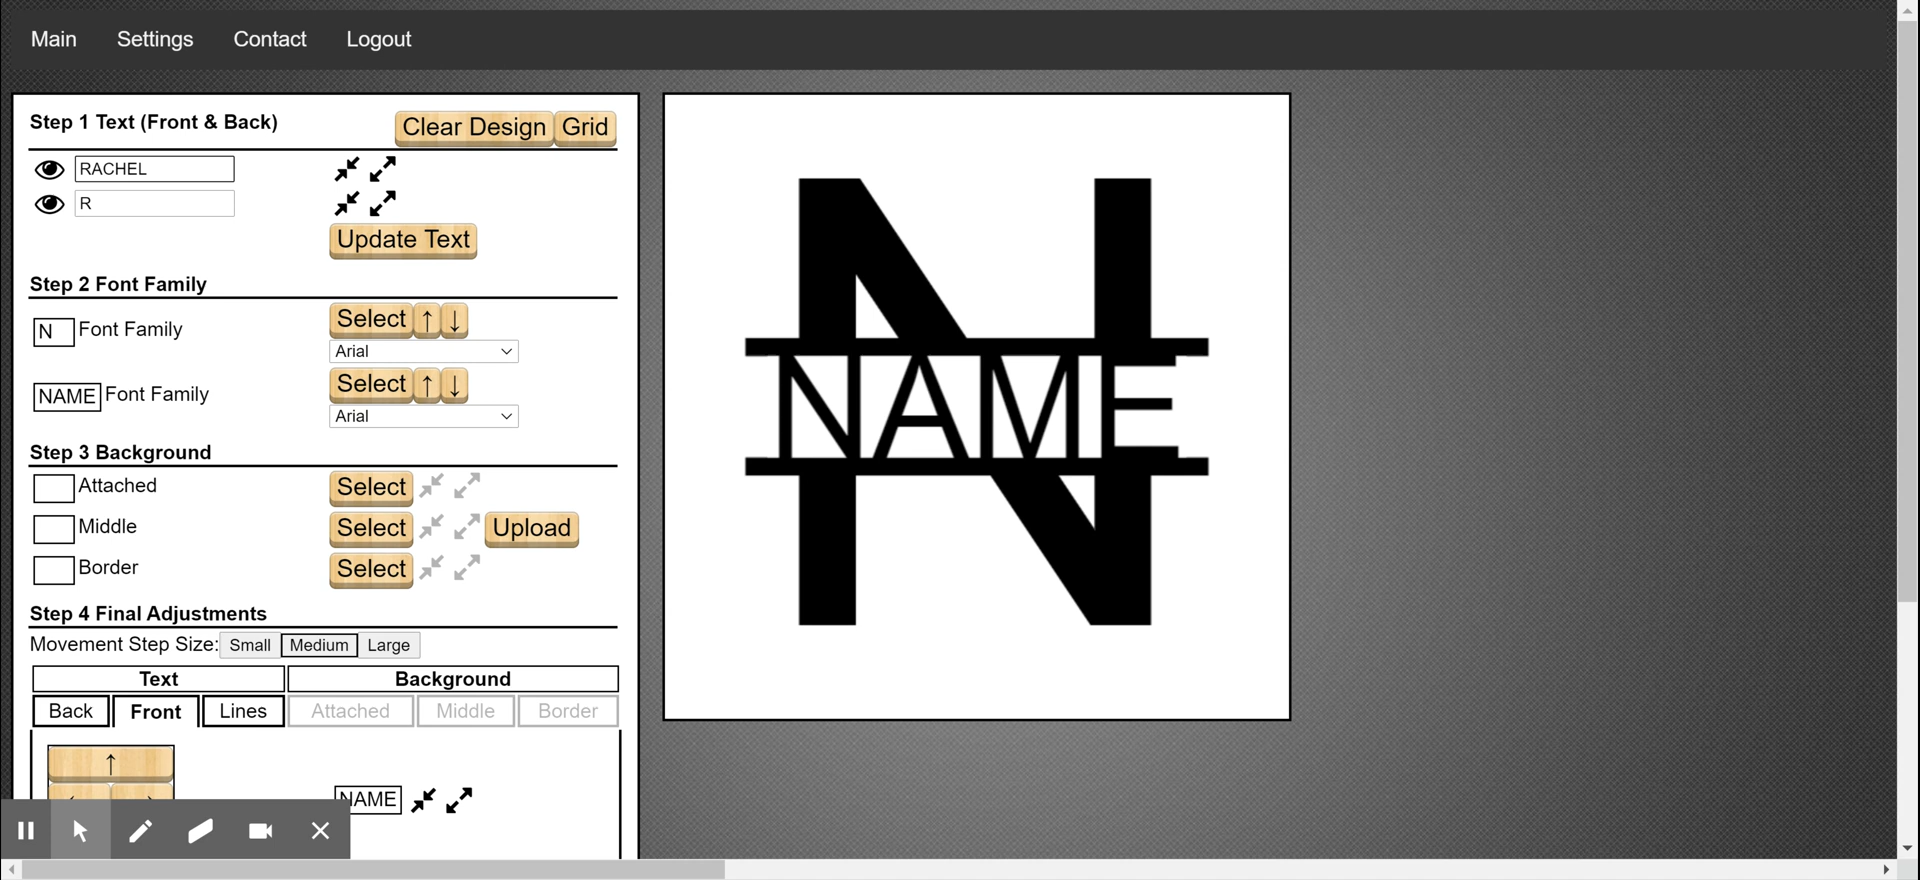 Main Settings Contact Logout
Step 1 Text (Front & Back)
Clear Design Grid
RACHEL
R
Update Text
Step 2 Font Family
N Font Family
Select ↑ ↓
Arial
NAME Font Family
Select ↑ ↓
Arial
Step 3 Background
Attached Select
Middle Select Upload
Border Select
Step 4 Final Adjustments
Movement Step Size: Small Medium Large
Text Background
Back Front Lines Attached Middle Border
↑
NAME
N
NAME